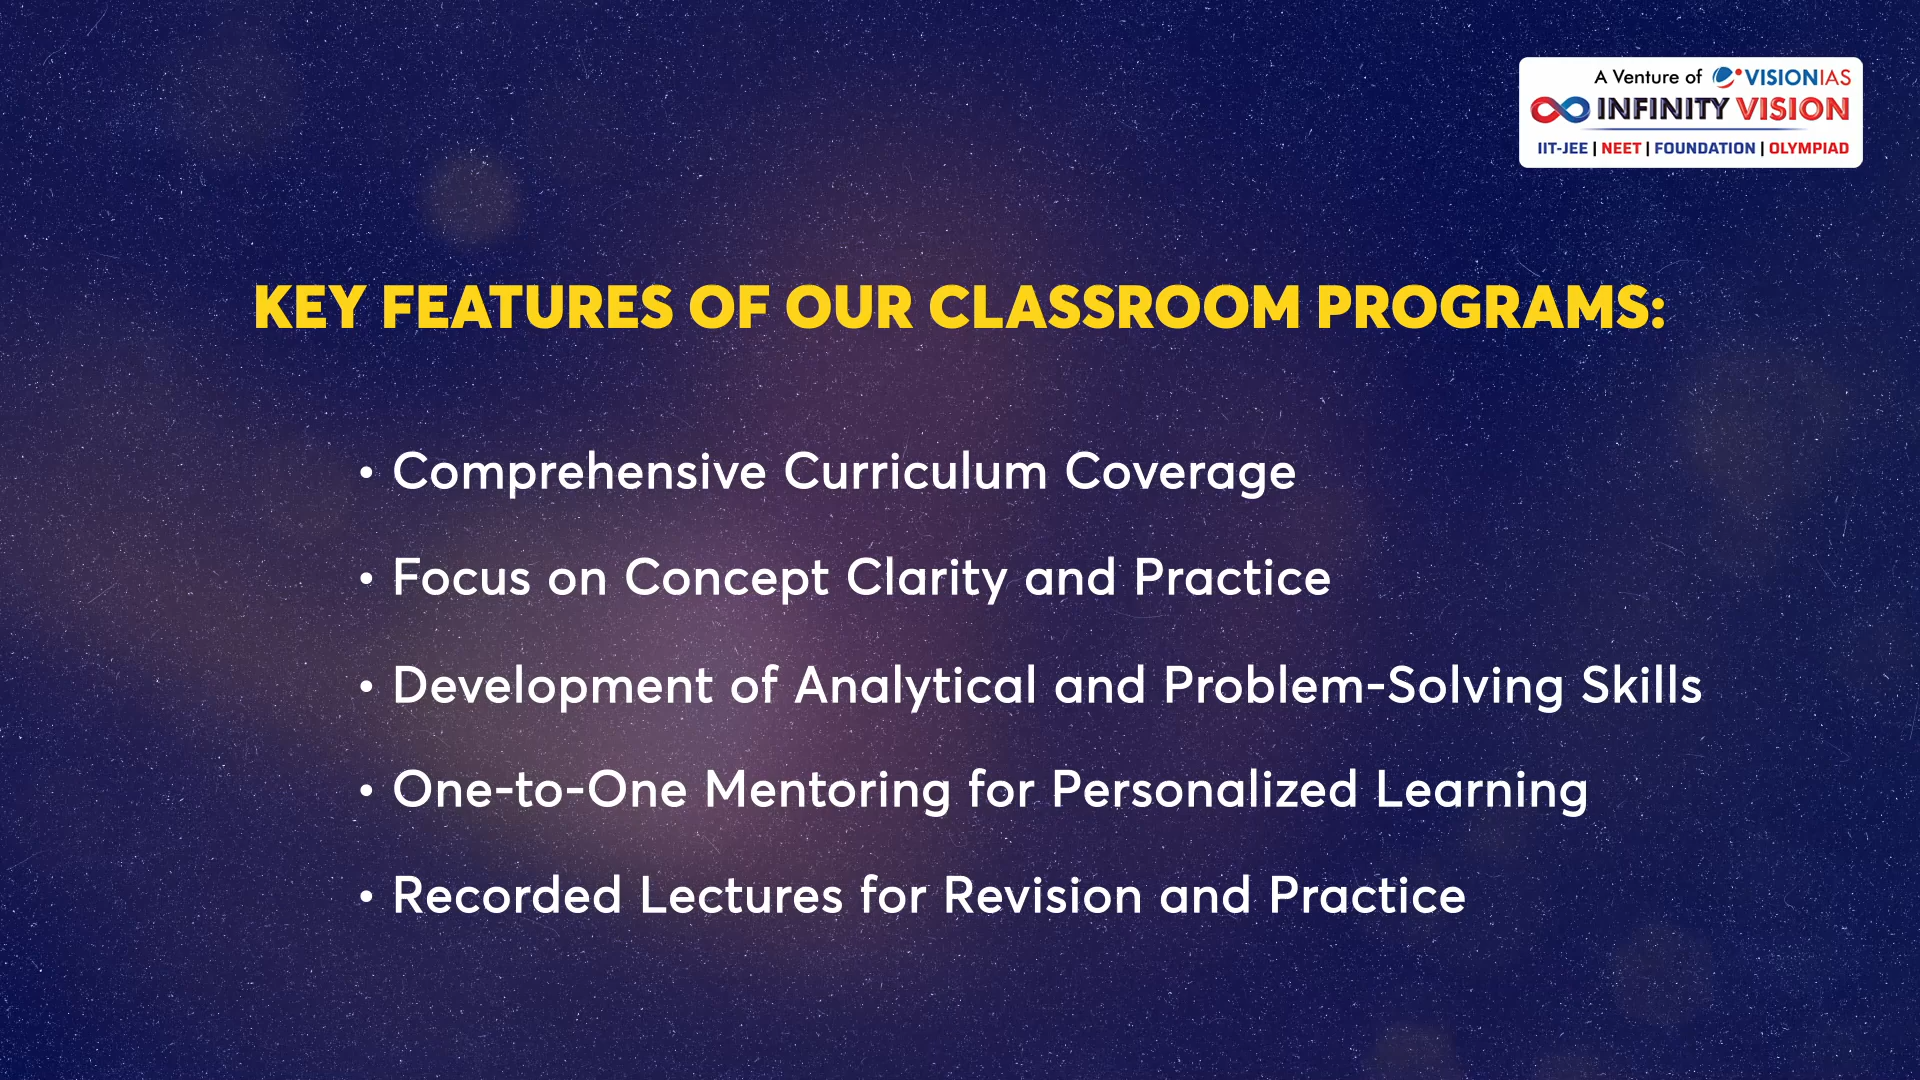 A Venture of VISIONIAS
INFINITY VISION
IIT-JEE | NEET | FOUNDATION | OLYMPIAD
KEY FEATURES OF OUR CLASSROOM PROGRAMS:
• Comprehensive Curriculum Coverage
• Focus on Concept Clarity and Practice
• Development of Analytical and Problem-Solving Skills
• One-to-One Mentoring for Personalized Learning
• Recorded Lectures for Revision and Practice